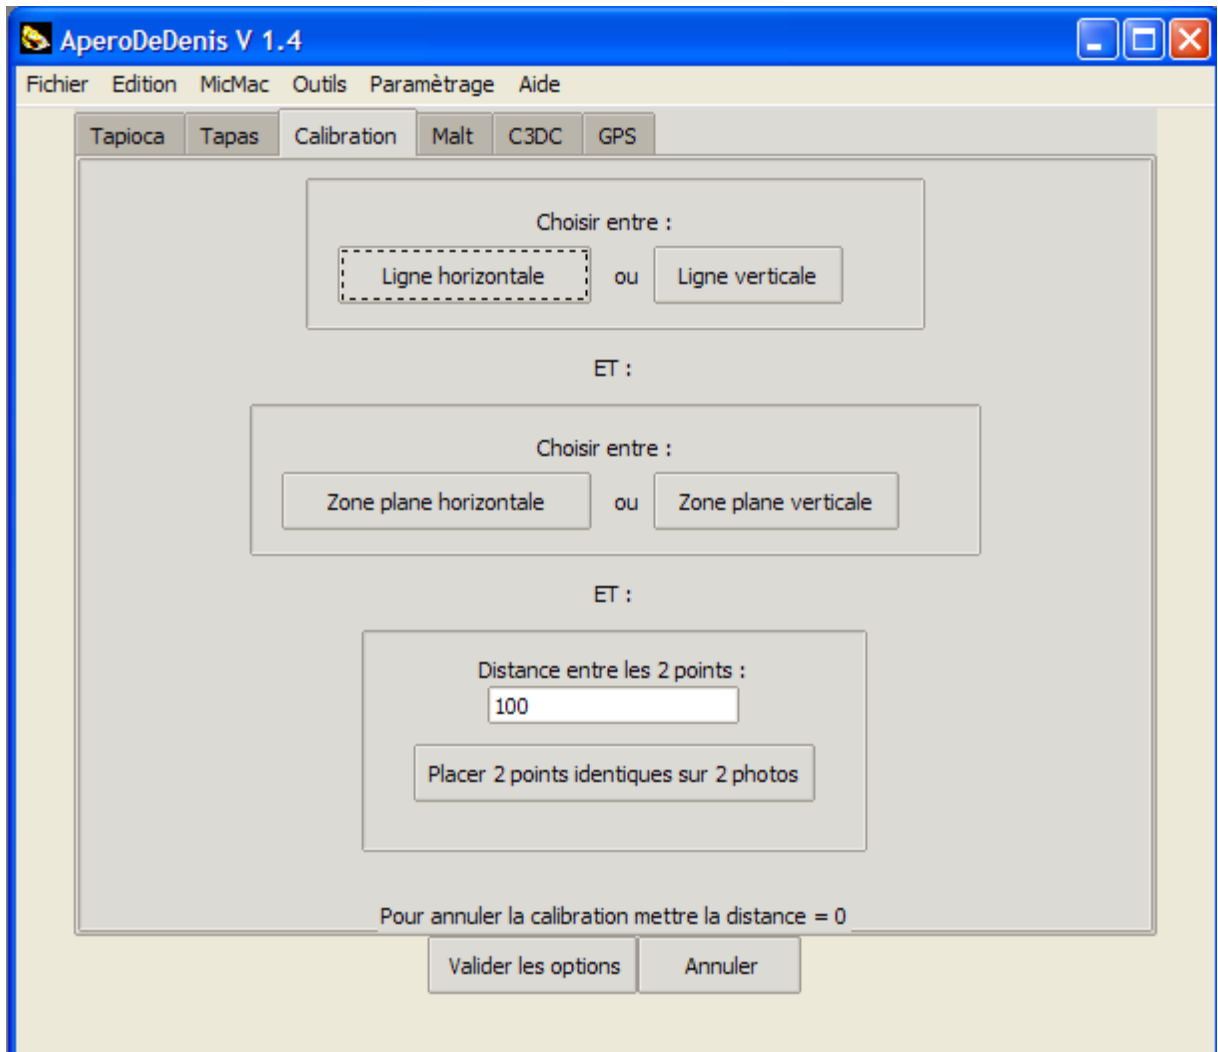 AperoDeDenis V 1.4
Fichier Edition MicMac Outils Paramètrage Aide
Tapioca Tapas Calibration Malt C3DC GPS
Choisir entre :
Ligne horizontale ou Ligne verticale
ET :
Choisir entre :
Zone plane horizontale ou Zone plane verticale
ET :
Distance entre les 2 points :
100
Placer 2 points identiques sur 2 photos
Pour annuler la calibration mettre la distance = 0
Valider les options Annuler